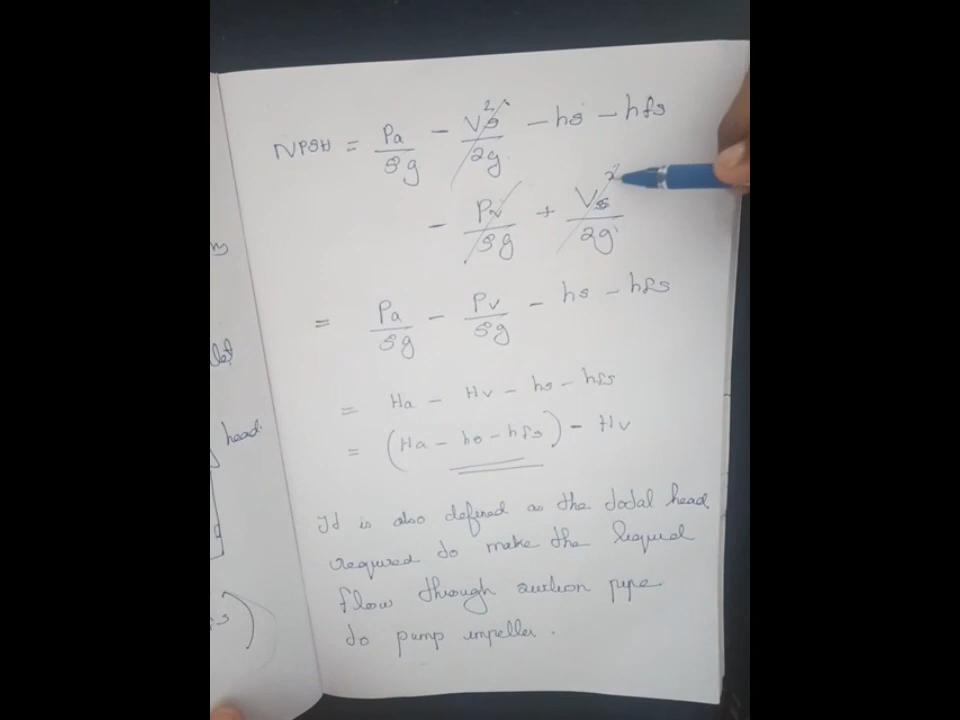 NPSH = Pa/ρg - Vs²/2g - hs - hfs
- Pv/ρg + Vs²/2g
= Pa/ρg - Pv/ρg - hs - hfs
= Ha - Hv - hs - hfs
= (Ha - hs - hfs) - Hv
It is also defined as the total head
required to make the liquid
flow through suction pipe
to pump impeller.
head.